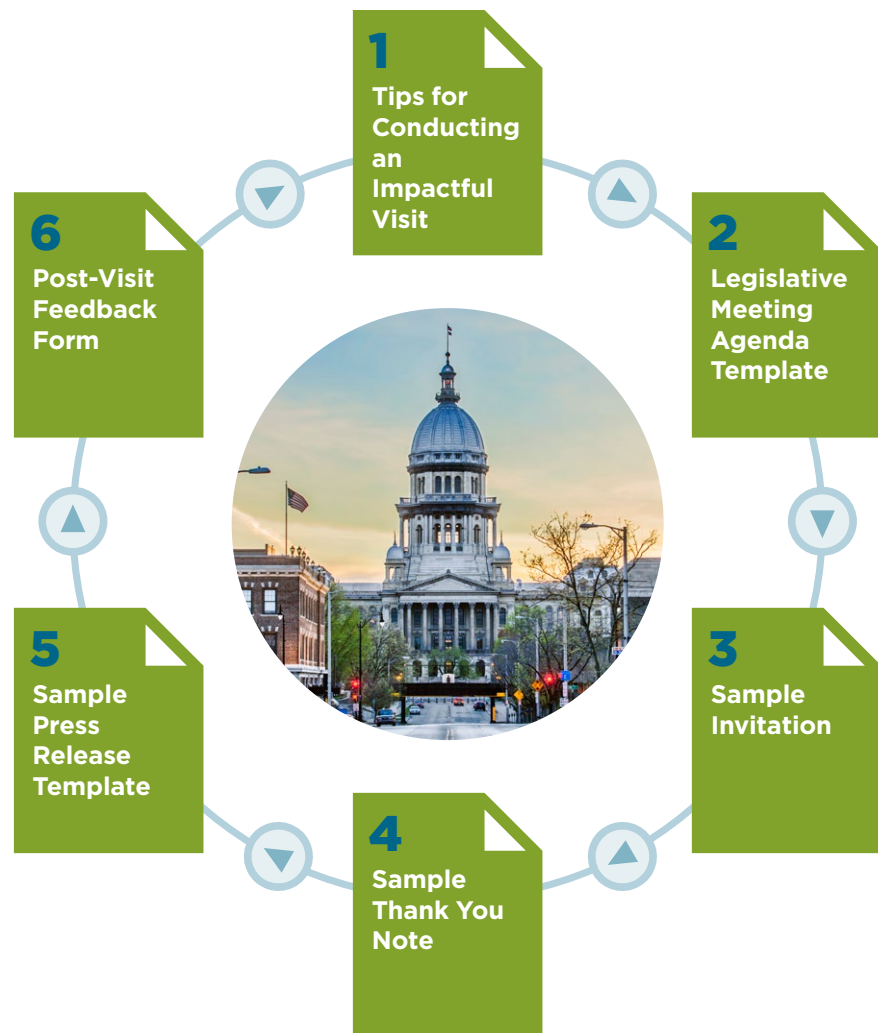 1
Tips for
Conducting
an
Impactful
Visit
2
Legislative
Meeting
Agenda
Template
3
Sample
Invitation
4
Sample
Thank You
Note
5
Sample
Press
Release
Template
6
Post-Visit
Feedback
Form